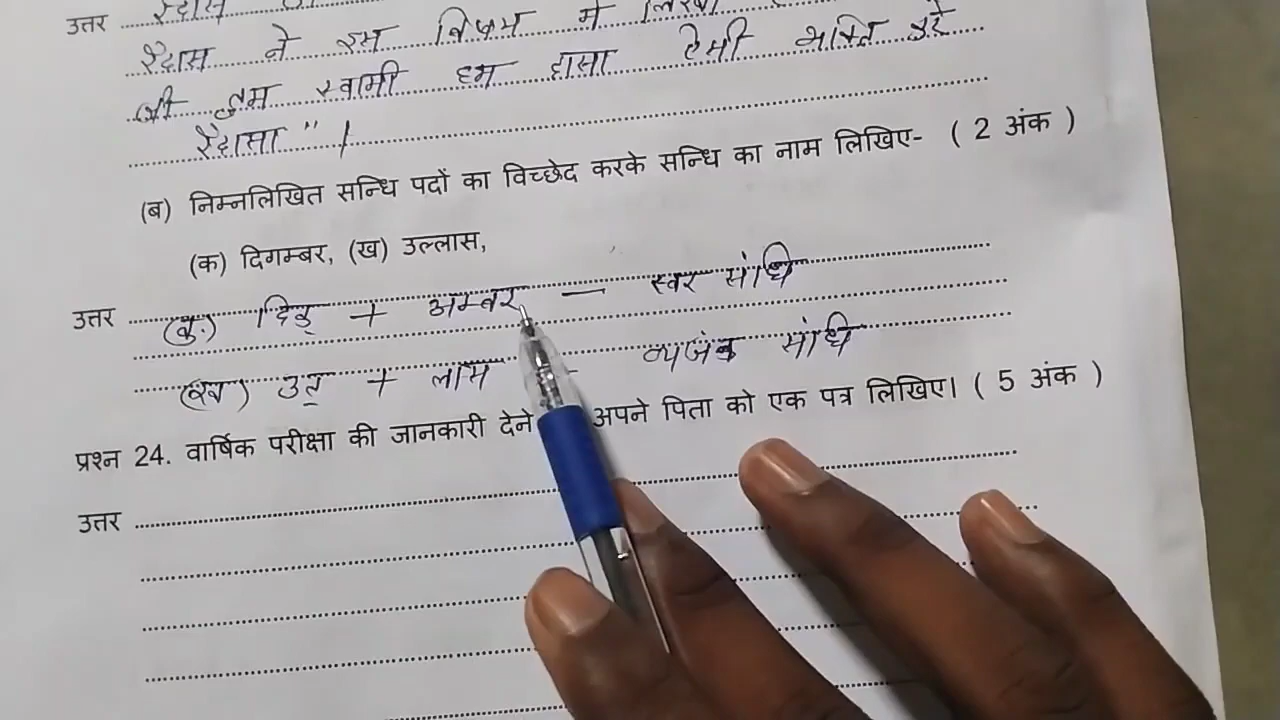 उत्तर रैदास
रैदास ने इस विषय में लिखा
जी तुम स्वामी हम दासा ऐसी भक्ति करे
रैदासा" ।
(ब) निम्नलिखित सन्धि पदों का विच्छेद करके सन्धि का नाम लिखिए- ( 2 अंक )
(क) दिगम्बर, (ख) उल्लास,
उत्तर (क) दिक् + अम्बर — स्वर संधि
(ख) उत् + लास - व्यजंन संधि
प्रश्न 24. वार्षिक परीक्षा की जानकारी देने अपने पिता को एक पत्र लिखिए। ( 5 अंक )
उत्तर